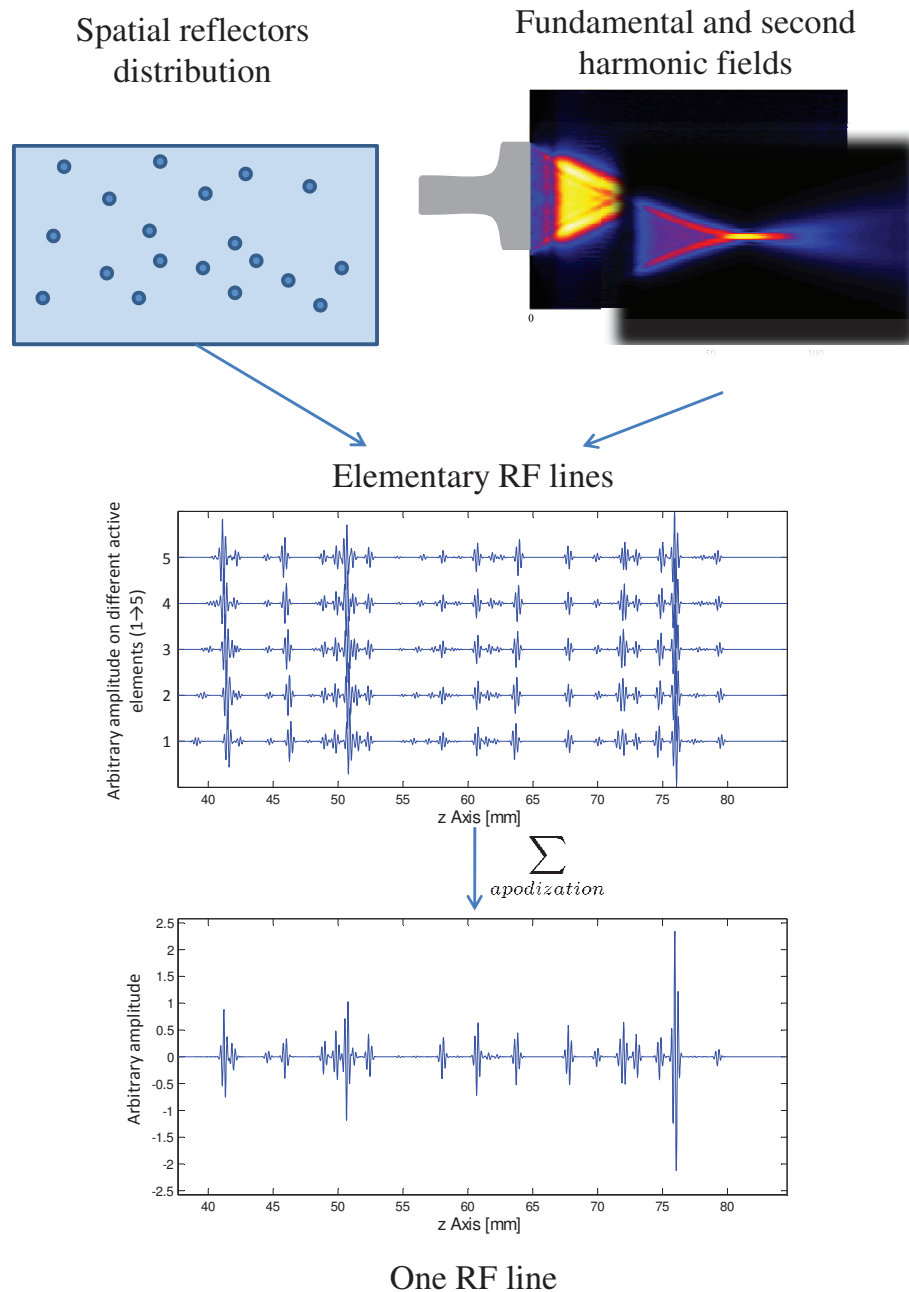 Spatial reflectors
distribution
Fundamental and second
harmonic fields
0
50
100
Elementary RF lines
Arbitrary amplitude on different active
elements (1→5)
5
4
3
2
1
40 45 50 55 60 65 70 75 80
z Axis [mm]
∑
apodization
Arbitrary amplitude
2.5
2
1.5
1
0.5
0
-0.5
-1
-1.5
-2
-2.5
40 45 50 55 60 65 70 75 80
z Axis [mm]
One RF line